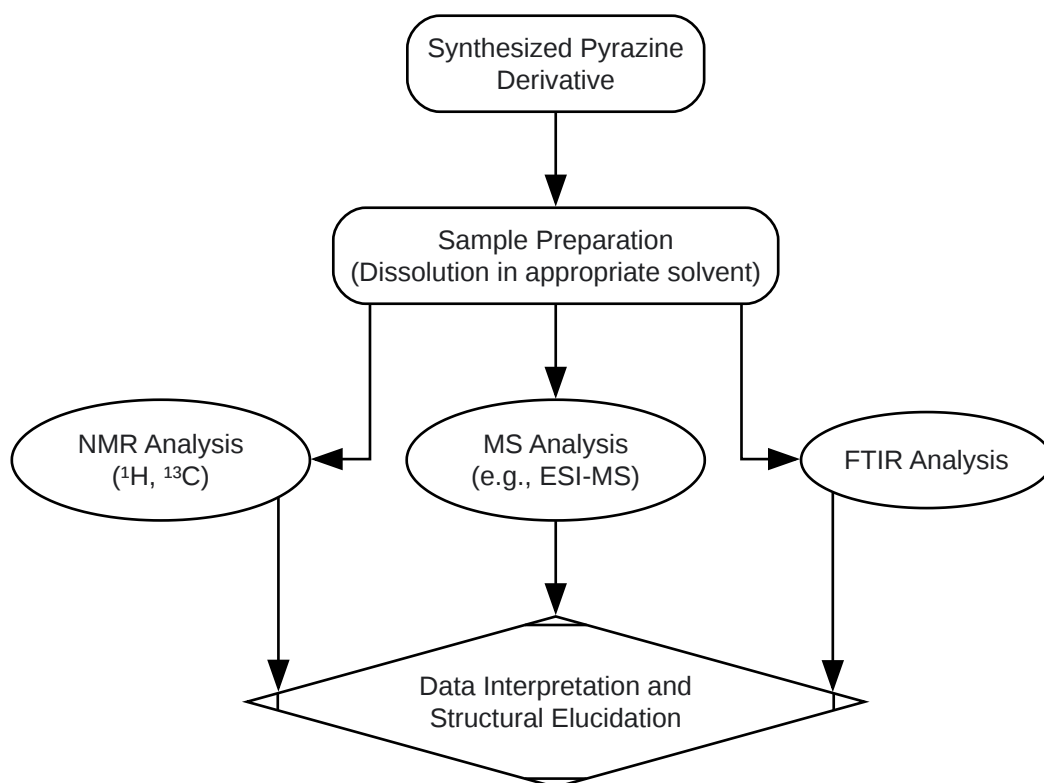 Synthesized Pyrazine
Derivative
Sample Preparation
(Dissolution in appropriate solvent)
NMR Analysis
(¹H, ¹³C)
MS Analysis
(e.g., ESI-MS)
FTIR Analysis
Data Interpretation and
Structural Elucidation